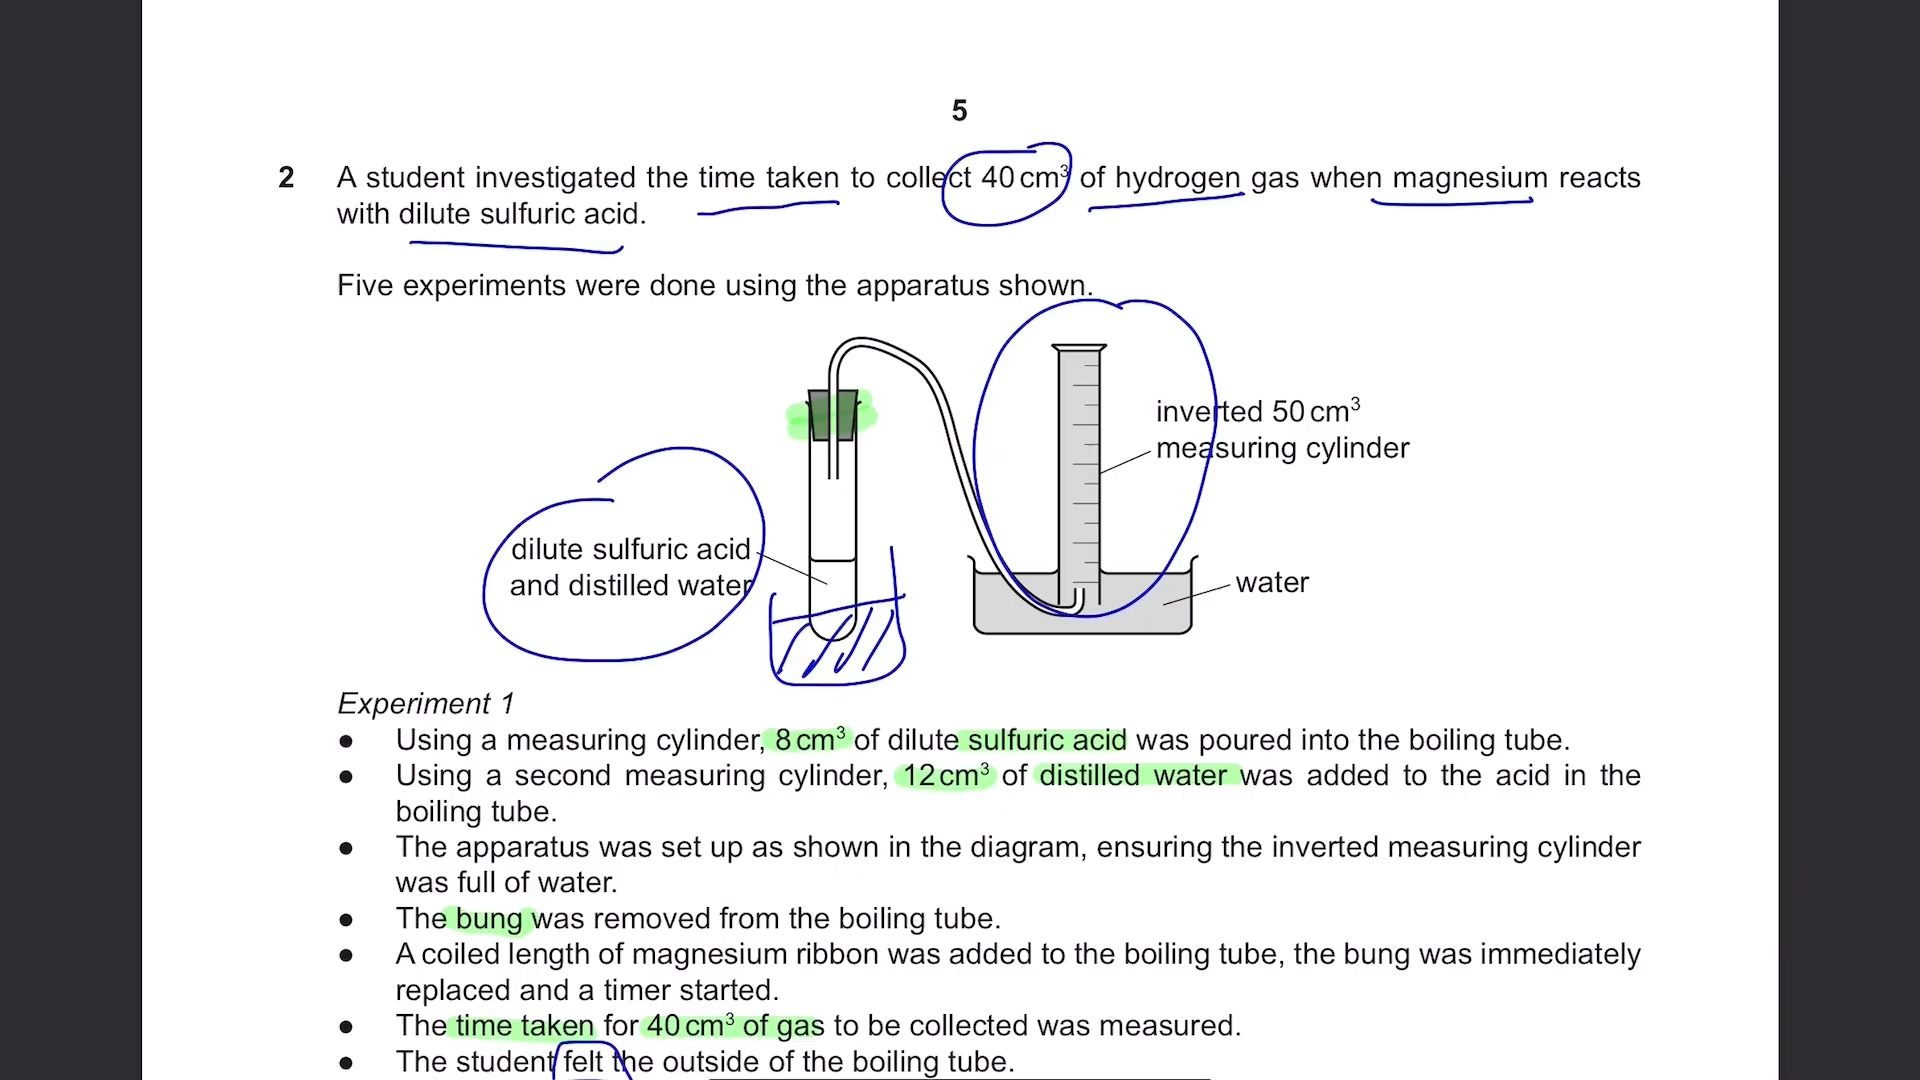 5
2 A student investigated the time taken to collect 40 cm³ of hydrogen gas when magnesium reacts
with dilute sulfuric acid.
Five experiments were done using the apparatus shown.
inverted 50 cm³
measuring cylinder
dilute sulfuric acid
and distilled water
water
Experiment 1
● Using a measuring cylinder, 8 cm³ of dilute sulfuric acid was poured into the boiling tube.
● Using a second measuring cylinder, 12 cm³ of distilled water was added to the acid in the
boiling tube.
● The apparatus was set up as shown in the diagram, ensuring the inverted measuring cylinder
was full of water.
● The bung was removed from the boiling tube.
● A coiled length of magnesium ribbon was added to the boiling tube, the bung was immediately
replaced and a timer started.
● The time taken for 40 cm³ of gas to be collected was measured.
● The student felt the outside of the boiling tube.